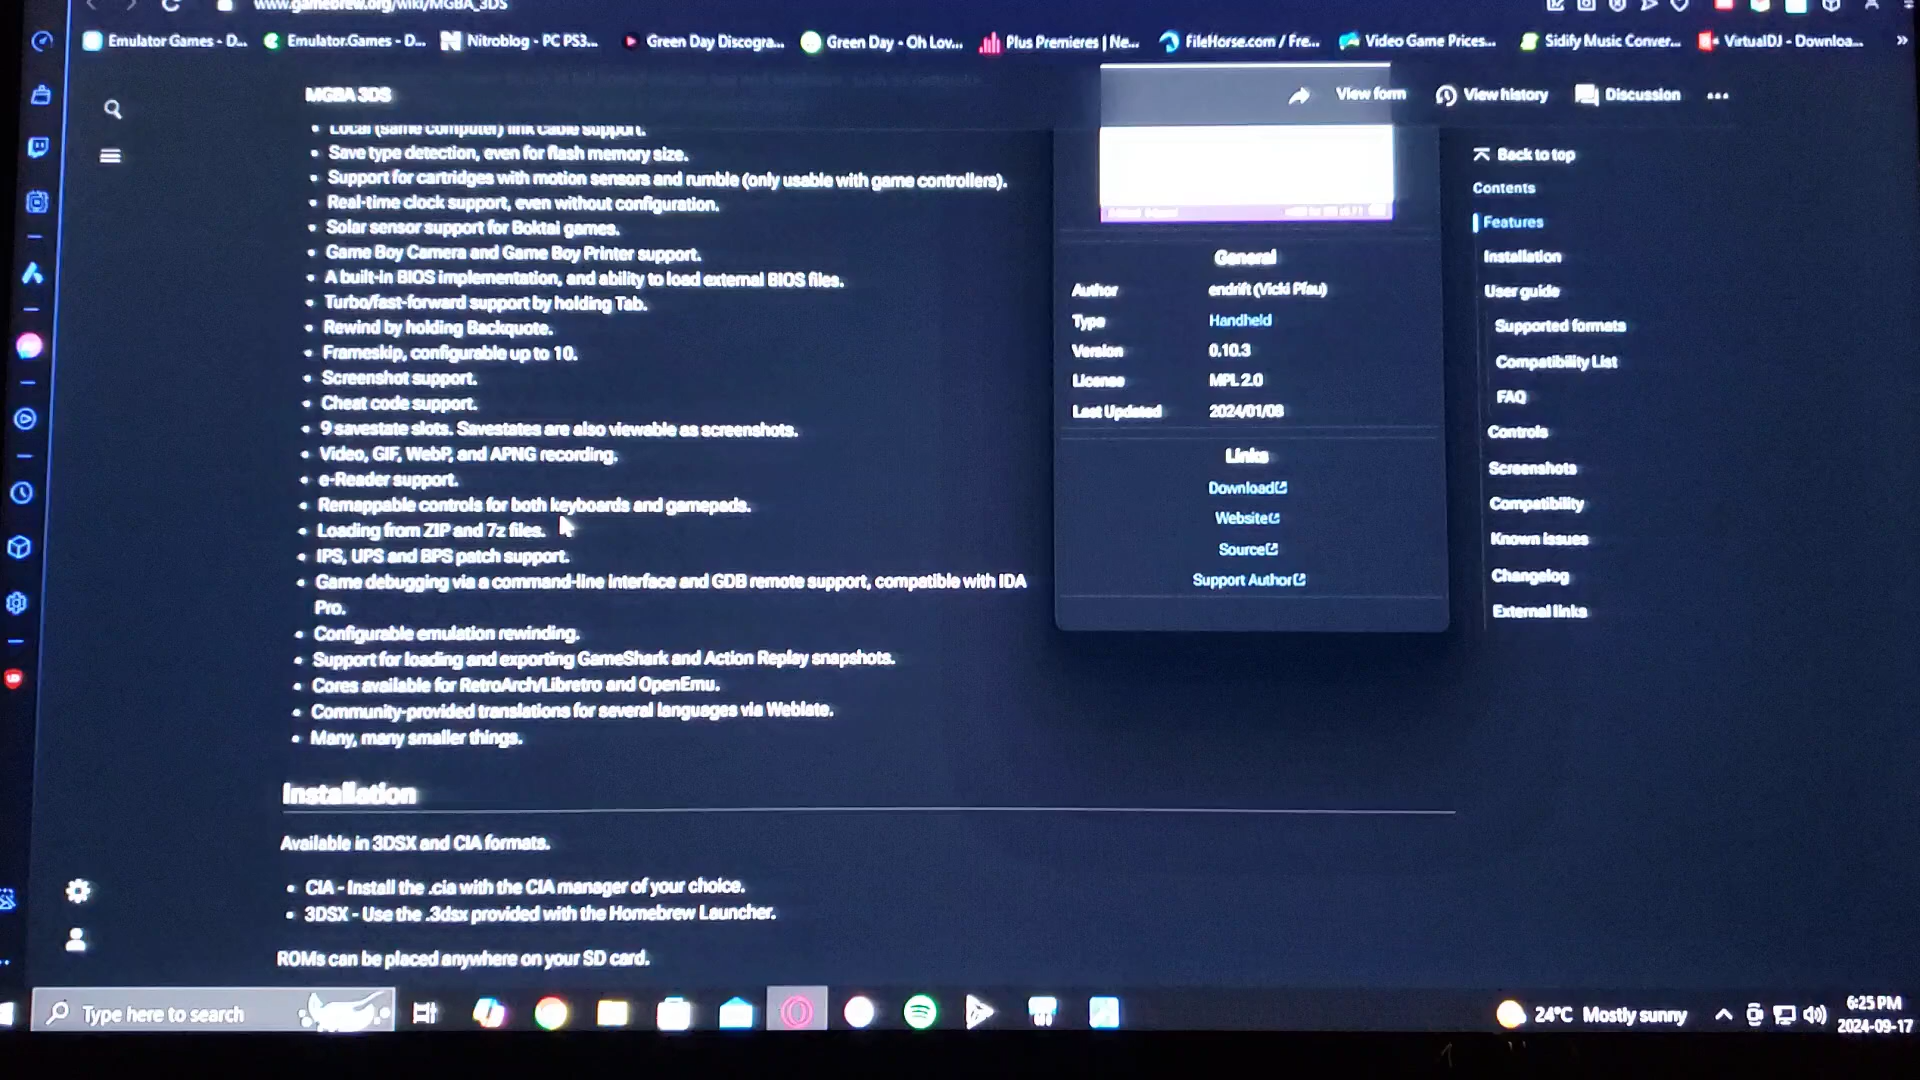 www.gamebrew.org/wiki/MGBA_3DS
Emulator Games - D...
Emulator.Games - D...
Nitroblog - PC PS3...
Green Day Discogra...
Green Day - Oh Lov...
Plus Premieres | Ne...
FileHorse.com / Fre...
Video Game Prices...
Sidify Music Conver...
VirtualDJ - Downloa...
»
MGBA 3DS
View form
View history
Discussion
• Local (same computer) link cable support.
• Save type detection, even for flash memory size.
• Support for cartridges with motion sensors and rumble (only usable with game controllers).
• Real-time clock support, even without configuration.
• Solar sensor support for Boktai games.
• Game Boy Camera and Game Boy Printer support.
• A built-in BIOS implementation, and ability to load external BIOS files.
• Turbo/fast-forward support by holding Tab.
• Rewind by holding Backquote.
• Frameskip, configurable up to 10.
• Screenshot support.
• Cheat code support.
• 9 savestate slots. Savestates are also viewable as screenshots.
• Video, GIF, WebP, and APNG recording.
• e-Reader support.
• Remappable controls for both keyboards and gamepads.
• Loading from ZIP and 7z files.
• IPS, UPS and BPS patch support.
• Game debugging via a command-line interface and GDB remote support, compatible with IDA
Pro.
• Configurable emulation rewinding.
• Support for loading and exporting GameShark and Action Replay snapshots.
• Cores available for RetroArch/Libretro and OpenEmu.
• Community-provided translations for several languages via Weblate.
• Many, many smaller things.
Installation
Available in 3DSX and CIA formats.
• CIA - Install the .cia with the CIA manager of your choice.
• 3DSX - Use the .3dsx provided with the Homebrew Launcher.
ROMs can be placed anywhere on your SD card.
General
Author endrift (Vicki Pfau)
Type Handheld
Version 0.10.3
License MPL 2.0
Last Updated 2024/01/08
Links
Download
Website
Source
Support Author
Back to top
Contents
Features
Installation
User guide
Supported formats
Compatibility List
FAQ
Controls
Screenshots
Compatibility
Known issues
Changelog
External links
Type here to search
24°C Mostly sunny
6:25 PM
2024-09-17